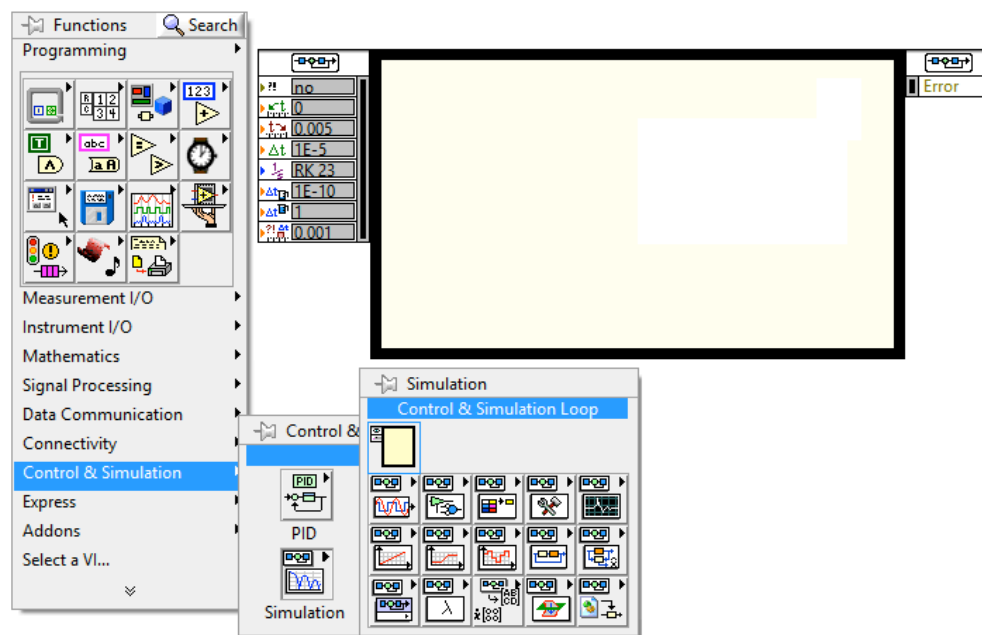 Functions
Search
Programming
123
abc
Measurement I/O
Instrument I/O
Mathematics
Signal Processing
Data Communication
Connectivity
Control & Simulation
Express
Addons
Select a VI...
no
0
0.005
1E-5
RK 23
1E-10
1
0.001
Error
Control &
PID
PID
Simulation
Simulation
Control & Simulation Loop